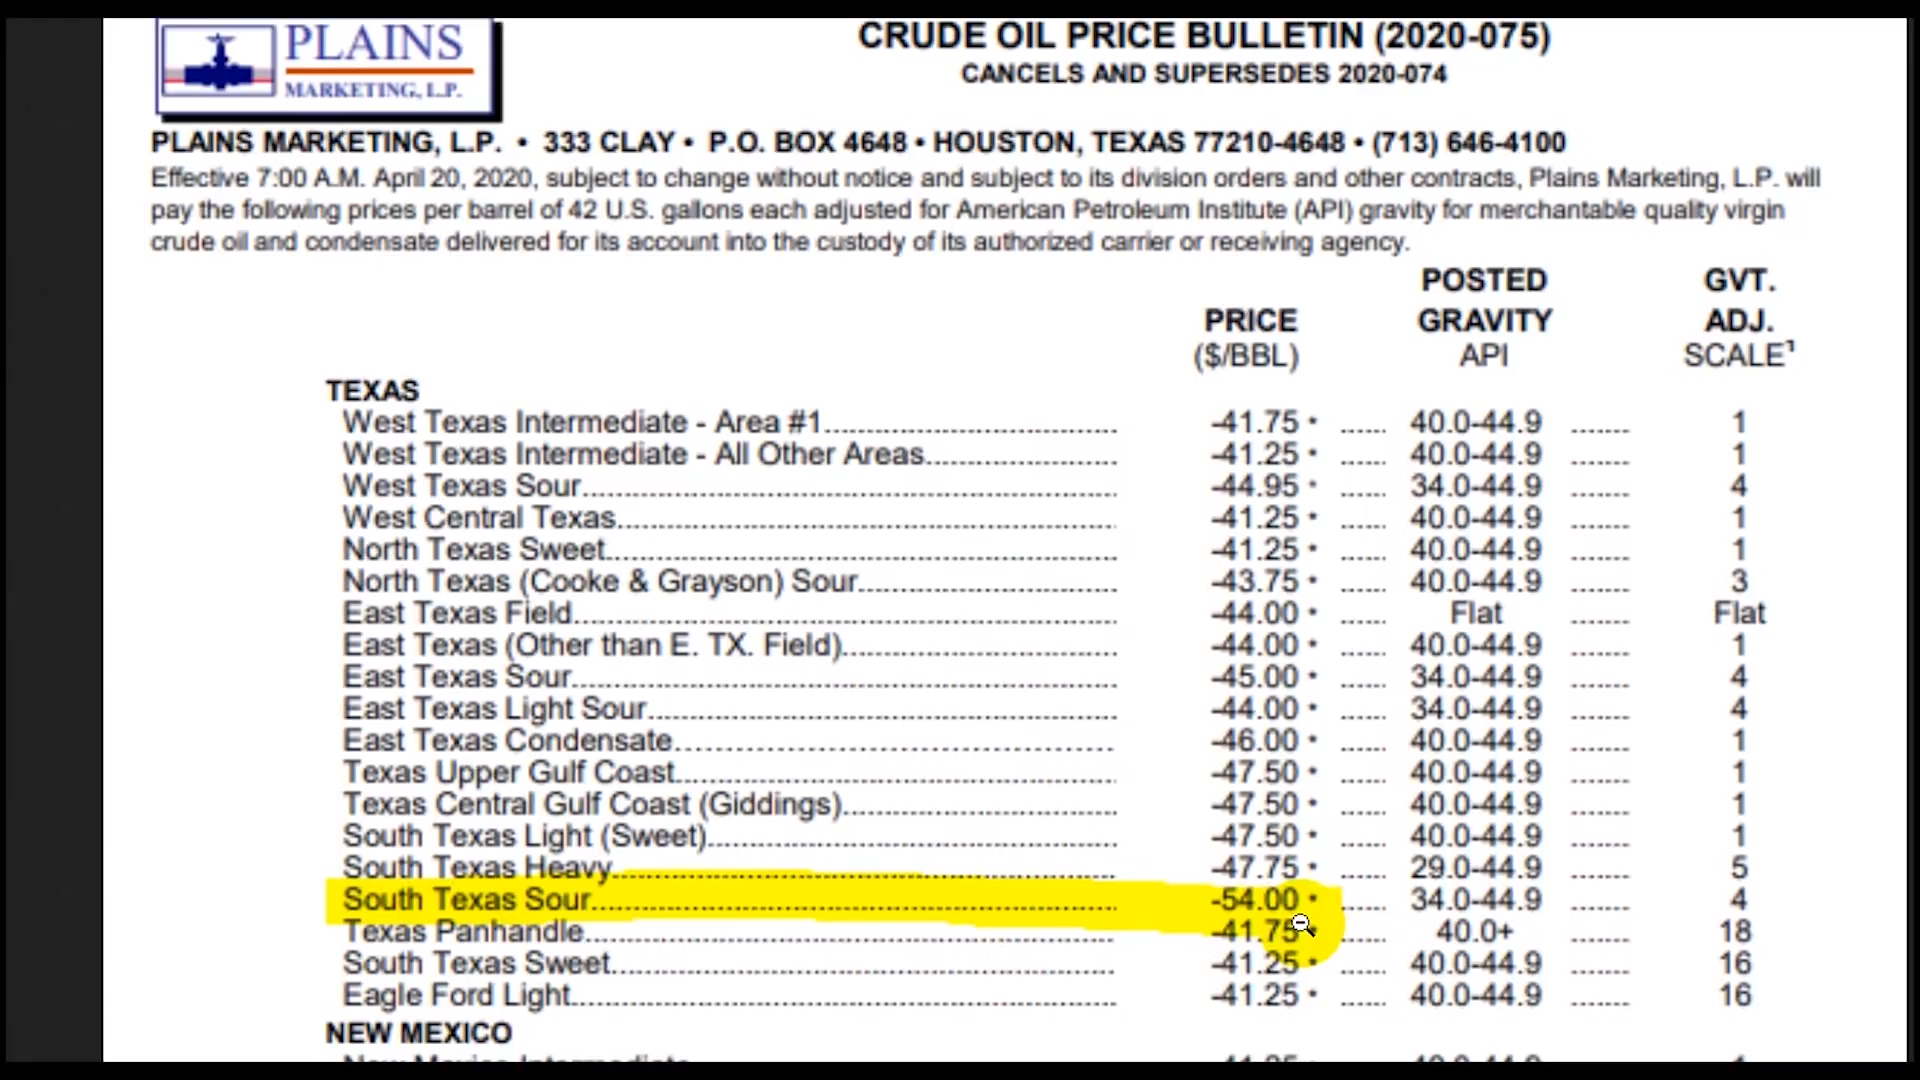 PLAINS
MARKETING, L.P.
CRUDE OIL PRICE BULLETIN (2020-075)
CANCELS AND SUPERSEDES 2020-074
PLAINS MARKETING, L.P. • 333 CLAY • P.O. BOX 4648 • HOUSTON, TEXAS 77210-4648 • (713) 646-4100
Effective 7:00 A.M. April 20, 2020, subject to change without notice and subject to its division orders and other contracts, Plains Marketing, L.P. will
pay the following prices per barrel of 42 U.S. gallons each adjusted for American Petroleum Institute (API) gravity for merchantable quality virgin
crude oil and condensate delivered for its account into the custody of its authorized carrier or receiving agency.
POSTED GVT.
PRICE GRAVITY ADJ.
($/BBL) API SCALE¹
TEXAS
West Texas Intermediate - Area #1 -41.75 * 40.0-44.9 1
West Texas Intermediate - All Other Areas -41.25 * 40.0-44.9 1
West Texas Sour -44.95 * 34.0-44.9 4
West Central Texas -41.25 * 40.0-44.9 1
North Texas Sweet -41.25 * 40.0-44.9 1
North Texas (Cooke & Grayson) Sour -43.75 * 40.0-44.9 3
East Texas Field -44.00 * Flat Flat
East Texas (Other than E. TX. Field) -44.00 * 40.0-44.9 1
East Texas Sour -45.00 * 34.0-44.9 4
East Texas Light Sour -44.00 * 34.0-44.9 4
East Texas Condensate -46.00 * 40.0-44.9 1
Texas Upper Gulf Coast -47.50 * 40.0-44.9 1
Texas Central Gulf Coast (Giddings) -47.50 * 40.0-44.9 1
South Texas Light (Sweet) -47.50 * 40.0-44.9 1
South Texas Heavy -47.75 * 29.0-44.9 5
South Texas Sour -54.00 * 34.0-44.9 4
Texas Panhandle -41.75 * 40.0+ 18
South Texas Sweet -41.25 * 40.0-44.9 16
Eagle Ford Light -41.25 * 40.0-44.9 16
NEW MEXICO
New Mexico Intermediate